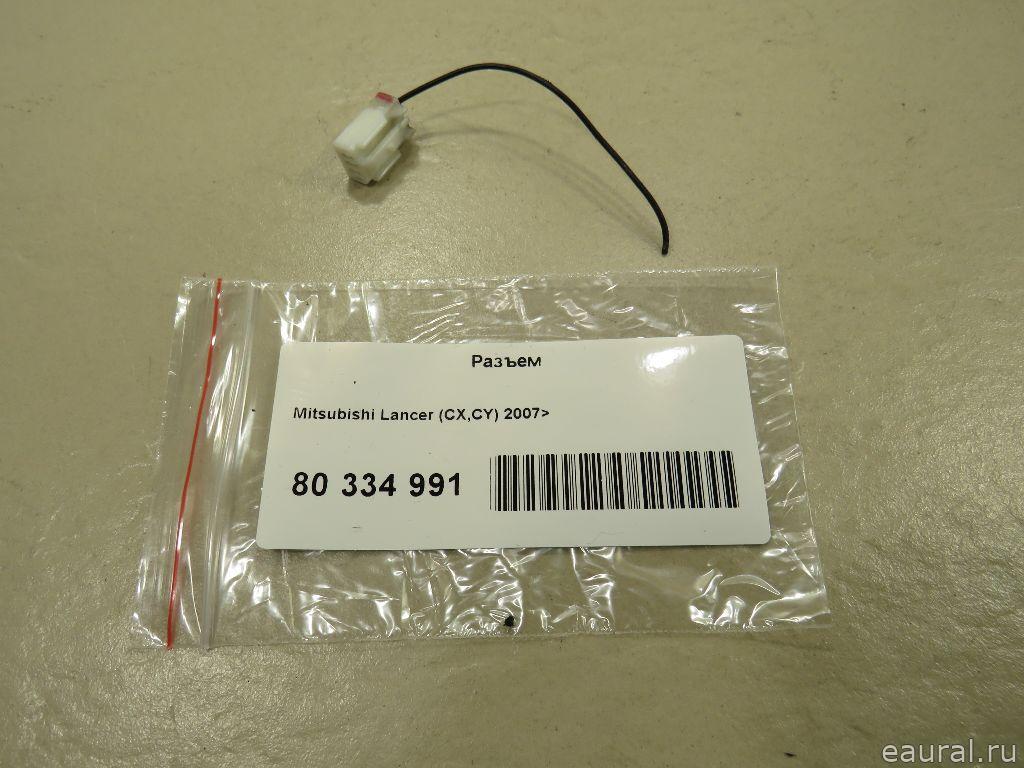 Разъем
Mitsubishi Lancer (CX,CY) 2007>
80 334 991
eaural.ru